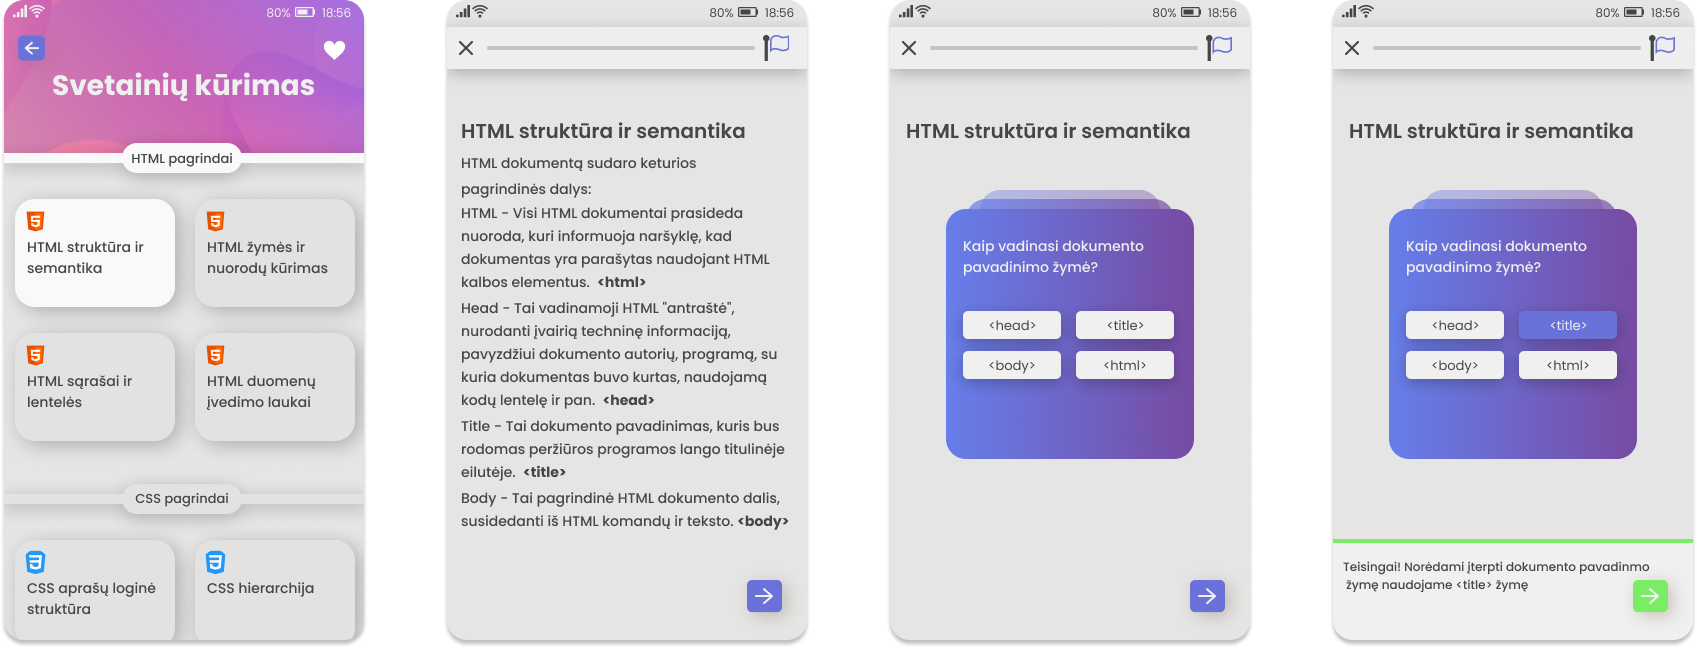 80% 18:56
Svetainių kūrimas
HTML pagrindai
HTML struktūra ir
semantika
HTML žymės ir
nuorodų kūrimas
HTML sąrašai ir
lentelės
HTML duomenų
įvedimo laukai
CSS pagrindai
CSS aprašų loginė
struktūra
CSS hierarchija
80% 18:56
HTML struktūra ir semantika
HTML dokumentą sudaro keturios
pagrindinės dalys:
HTML - Visi HTML dokumentai prasideda
nuoroda, kuri informuoja naršyklę, kad
dokumentas yra parašytas naudojant HTML
kalbos elementus. <html>
Head - Tai vadinamoji HTML "antraštė",
nurodanti įvairią techninę informaciją,
pavyzdžiui dokumento autorių, programą, su
kuria dokumentas buvo kurtas, naudojamą
kodų lentelę ir pan. <head>
Title - Tai dokumento pavadinimas, kuris bus
rodomas peržiūros programos lango titulinėje
eilutėje. <title>
Body - Tai pagrindinė HTML dokumento dalis,
susidedanti iš HTML komandų ir teksto. <body>
80% 18:56
HTML struktūra ir semantika
Kaip vadinasi dokumento
pavadinimo žymė?
<head> <title>
<body> <html>
80% 18:56
HTML struktūra ir semantika
Kaip vadinasi dokumento
pavadinimo žymė?
<head> <title>
<body> <html>
Teisingai! Norėdami įterpti dokumento pavadinmo
žymę naudojame <title> žymę